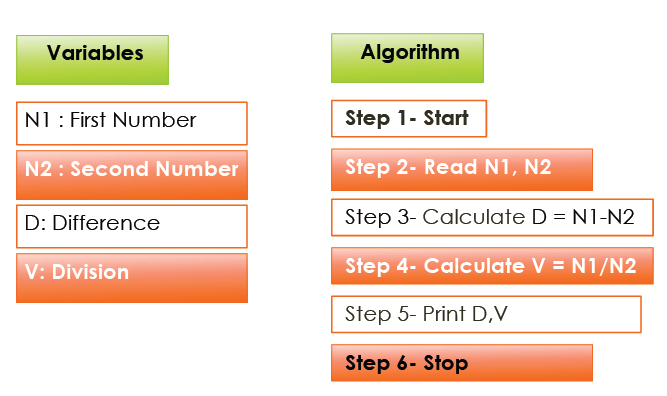 Variables
N1 : First Number
N2 : Second Number
D: Difference
V: Division
Algorithm
Step 1- Start
Step 2- Read N1, N2
Step 3- Calculate D = N1-N2
Step 4- Calculate V = N1/N2
Step 5- Print D,V
Step 6- Stop